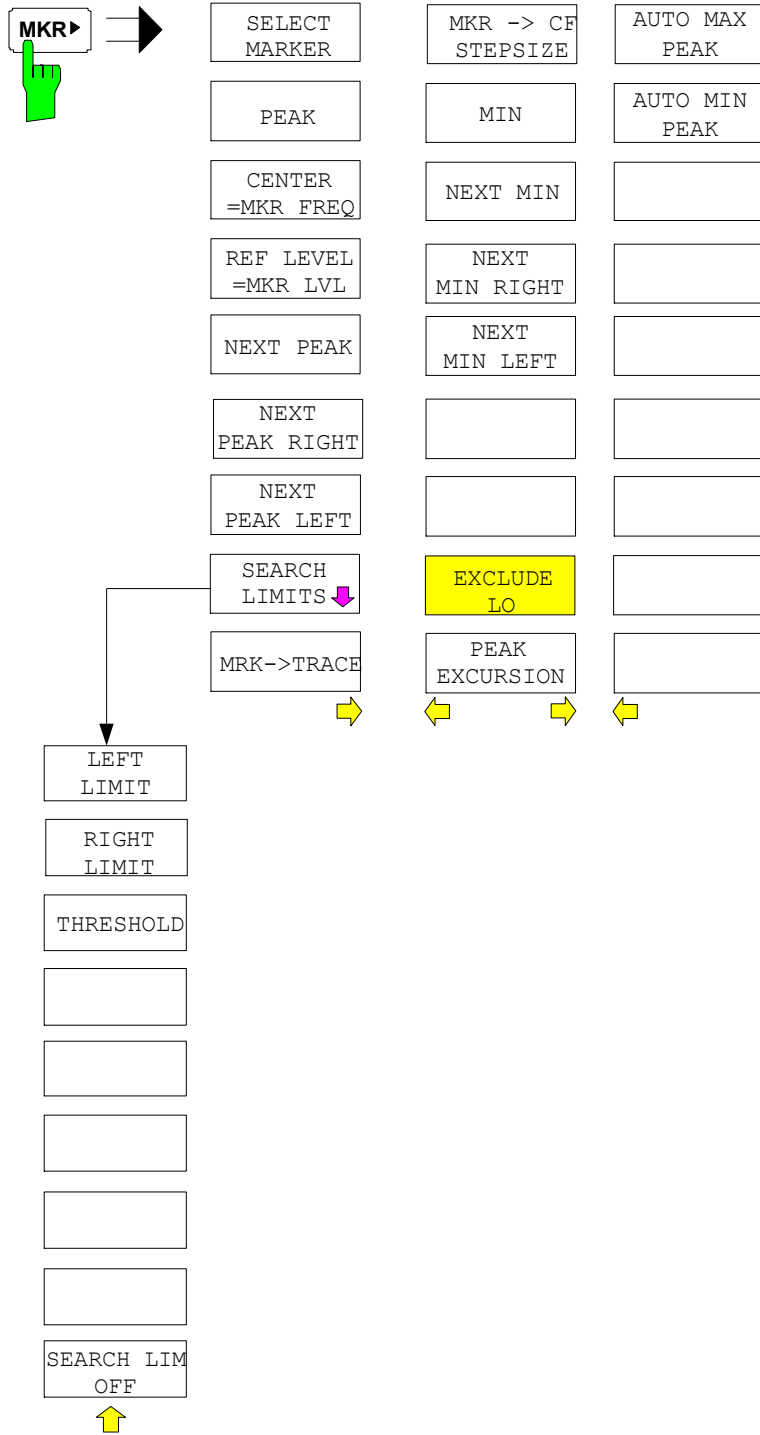 MKR
SELECT
MARKER
PEAK
CENTER
=MKR FREQ
REF LEVEL
=MKR LVL
NEXT PEAK
NEXT
PEAK RIGHT
NEXT
PEAK LEFT
SEARCH
LIMITS
MRK->TRACE
MKR -> CF
STEPSIZE
MIN
NEXT MIN
NEXT
MIN RIGHT
NEXT
MIN LEFT
EXCLUDE
LO
PEAK
EXCURSION
AUTO MAX
PEAK
AUTO MIN
PEAK
LEFT
LIMIT
RIGHT
LIMIT
THRESHOLD
SEARCH LIM
OFF